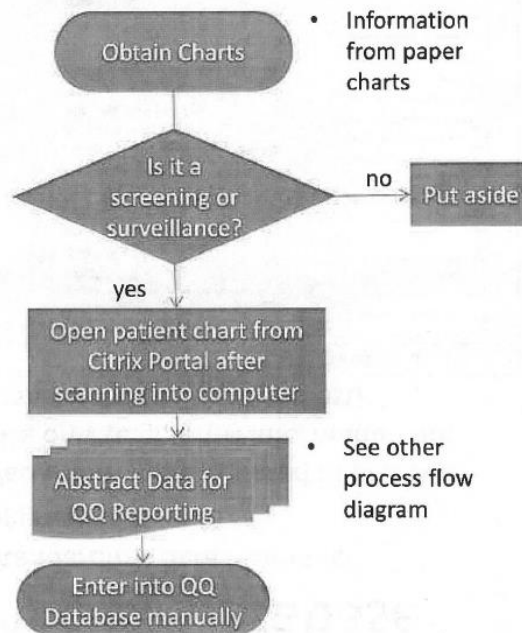 Obtain Charts
• Information
from paper
charts
Is it a
screening or
surveillance?
no
Put aside
yes
Open patient chart from
Citrix Portal after
scanning into computer
Abstract Data for
QQ Reporting
• See other
process flow
diagram
Enter into QQ
Database manually